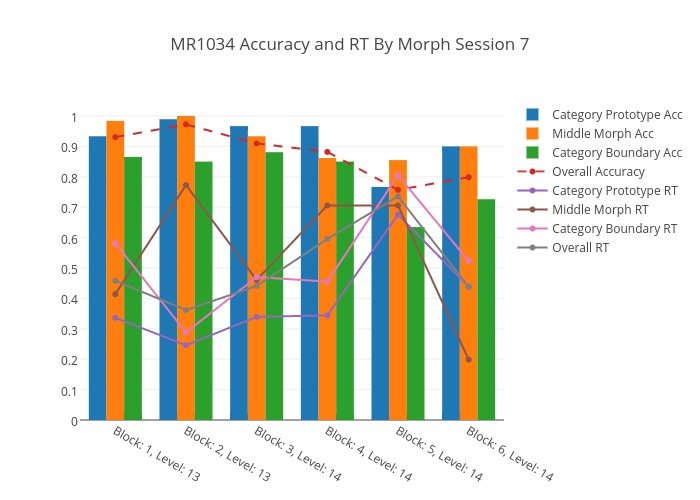 MR1034 Accuracy and RT By Morph Session 7
1
0.9
0.8
0.7
0.6
0.5
0.4
0.3
0.2
0.1
0
Block: 1, Level: 13
Block: 2, Level: 13
Block: 3, Level: 14
Block: 4, Level: 14
Block: 5, Level: 14
Block: 6, Level: 14
Category Prototype Acc
Middle Morph Acc
Category Boundary Acc
Overall Accuracy
Category Prototype RT
Middle Morph RT
Category Boundary RT
Overall RT